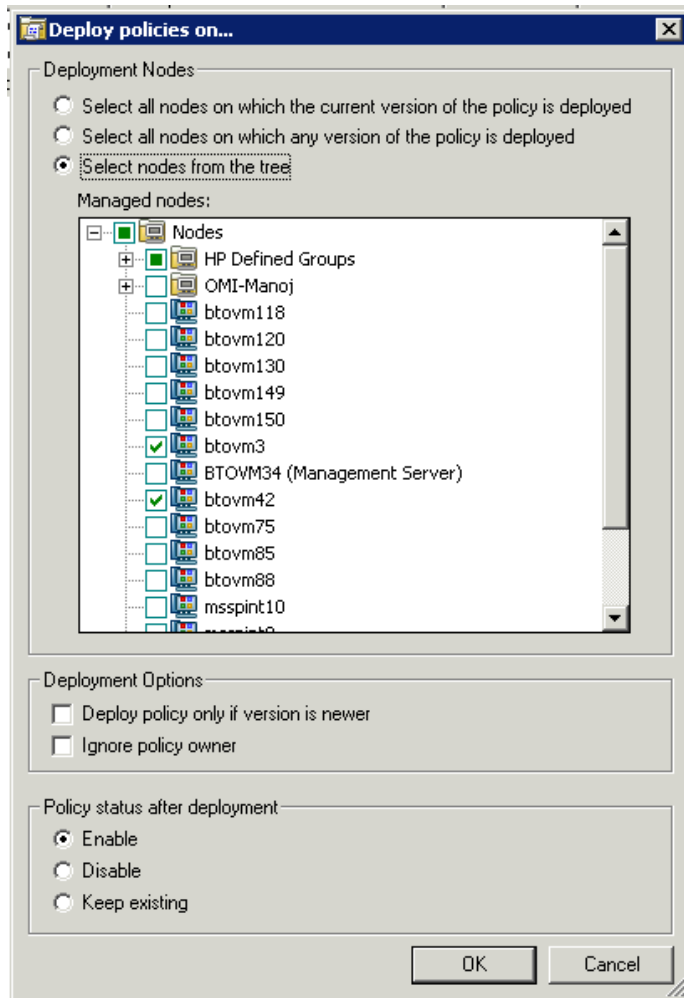 Deploy policies on...
Deployment Nodes
Select all nodes on which the current version of the policy is deployed
Select all nodes on which any version of the policy is deployed
Select nodes from the tree
Managed nodes:
Nodes
HP Defined Groups
OMI-Manoj
btovm118
btovm120
btovm130
btovm149
btovm150
btovm3
BTOVM34 (Management Server)
btovm42
btovm75
btovm85
btovm88
msspint10
Deployment Options
Deploy policy only if version is newer
Ignore policy owner
Policy status after deployment
Enable
Disable
Keep existing
OK Cancel